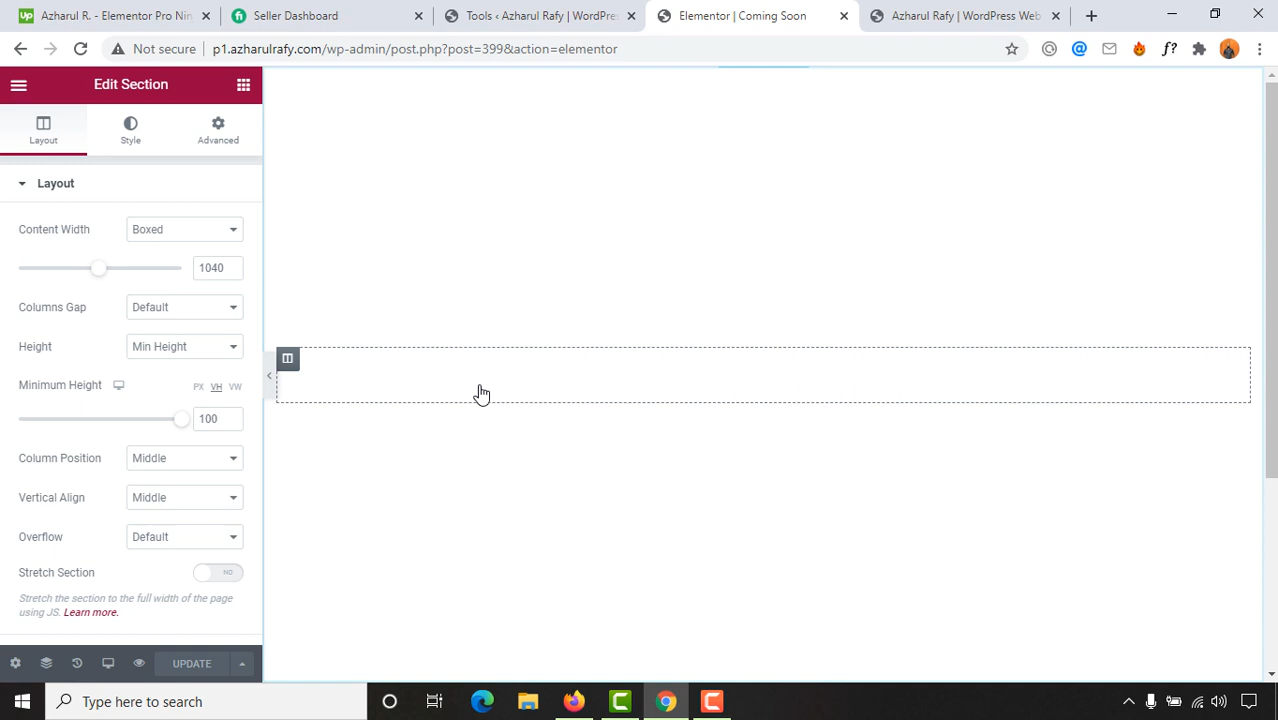 Azharul R. - Elementor Pro Nin
Seller Dashboard
Tools ‹ Azharul Rafy | WordPres
Elementor | Coming Soon
Azharul Rafy | WordPress Web
Not secure
p1.azharulrafy.com/wp-admin/post.php?post=399&action=elementor
Edit Section
Layout
Style
Advanced
Layout
Content Width
Boxed
1040
Columns Gap
Default
Height
Min Height
Minimum Height
PX
VH
VW
100
Column Position
Middle
Vertical Align
Middle
Overflow
Default
Stretch Section
NO
Stretch the section to the full width of the page
using JS. Learn more.
UPDATE
Type here to search